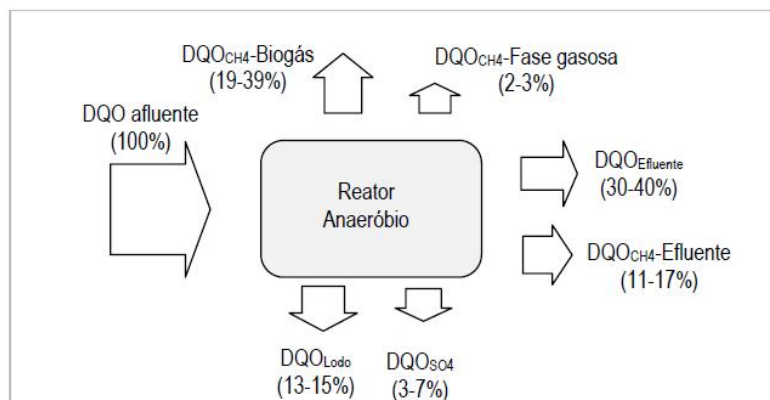 DQOCH4-Biogás
(19-39%)
DQOCH4-Fase gasosa
(2-3%)
DQO afluente
(100%)
Reator
Anaeróbio
DQOEfluente
(30-40%)
DQOCH4-Efluente
(11-17%)
DQOLodo
(13-15%)
DQOSO4
(3-7%)